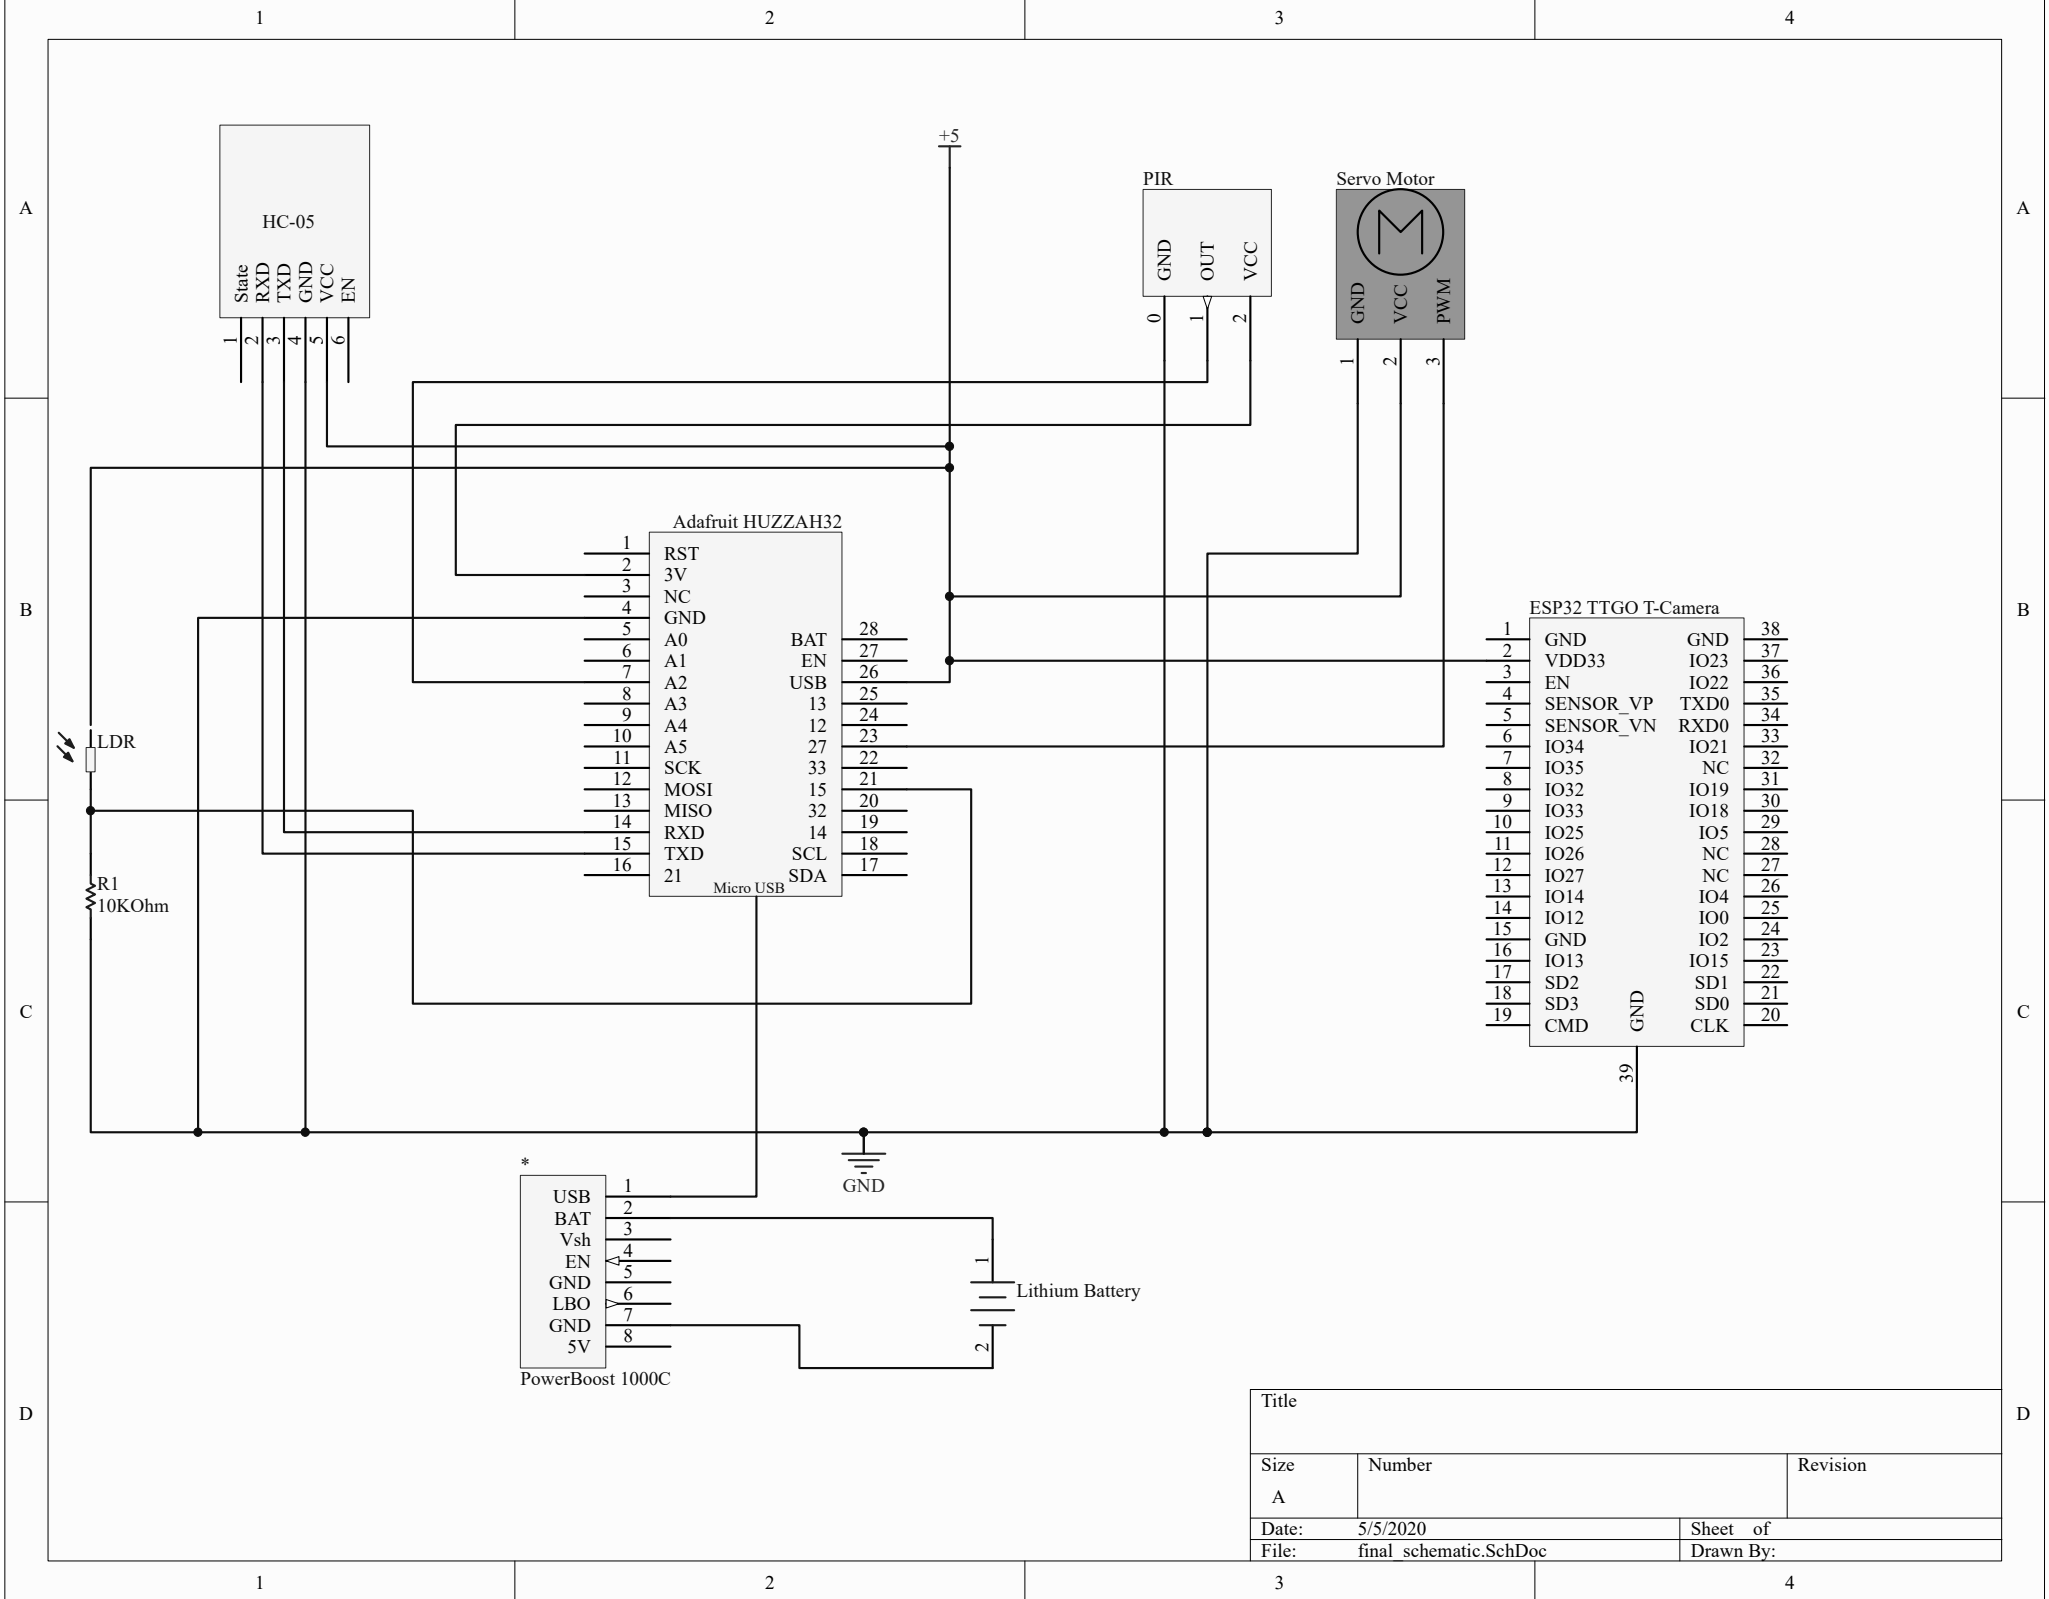 1 2 3 4
A A
B B
C C
D D
1 2 3 4
HC-05
State
RXD
TXD
GND
VCC
EN
1
2
3
4
5
6
+5
PIR
GND
OUT
VCC
0
1
2
Servo Motor
M
GND
VCC
PWM
1
2
3
Adafruit HUZZAH32
1 RST
2 3V
3 NC
4 GND
5 A0
6 A1
7 A2
8 A3
9 A4
10 A5
11 SCK
12 MOSI
13 MISO
14 RXD
15 TXD
16 21
BAT 28
EN 27
USB 26
13 25
12 24
27 23
33 22
15 21
32 20
14 19
SCL 18
SDA 17
Micro USB
ESP32 TTGO T-Camera
1 GND
2 VDD33
3 EN
4 SENSOR_VP
5 SENSOR_VN
6 IO34
7 IO35
8 IO32
9 IO33
10 IO25
11 IO26
12 IO27
13 IO14
14 IO12
15 GND
16 IO13
17 SD2
18 SD3
19 CMD
GND 38
IO23 37
IO22 36
TXD0 35
RXD0 34
IO21 33
NC 32
IO19 31
IO18 30
IO5 29
NC 28
NC 27
IO4 26
IO0 25
IO2 24
IO15 23
SD1 22
SD0 21
CLK 20
GND
39
LDR
R1
10KOhm
GND
*
USB 1
BAT 2
Vsh 3
EN 4
GND 5
LBO 6
GND 7
5V 8
PowerBoost 1000C
1
Lithium Battery
2
Title
Size Number Revision
A
Date: 5/5/2020 Sheet of
File: final_schematic.SchDoc Drawn By: